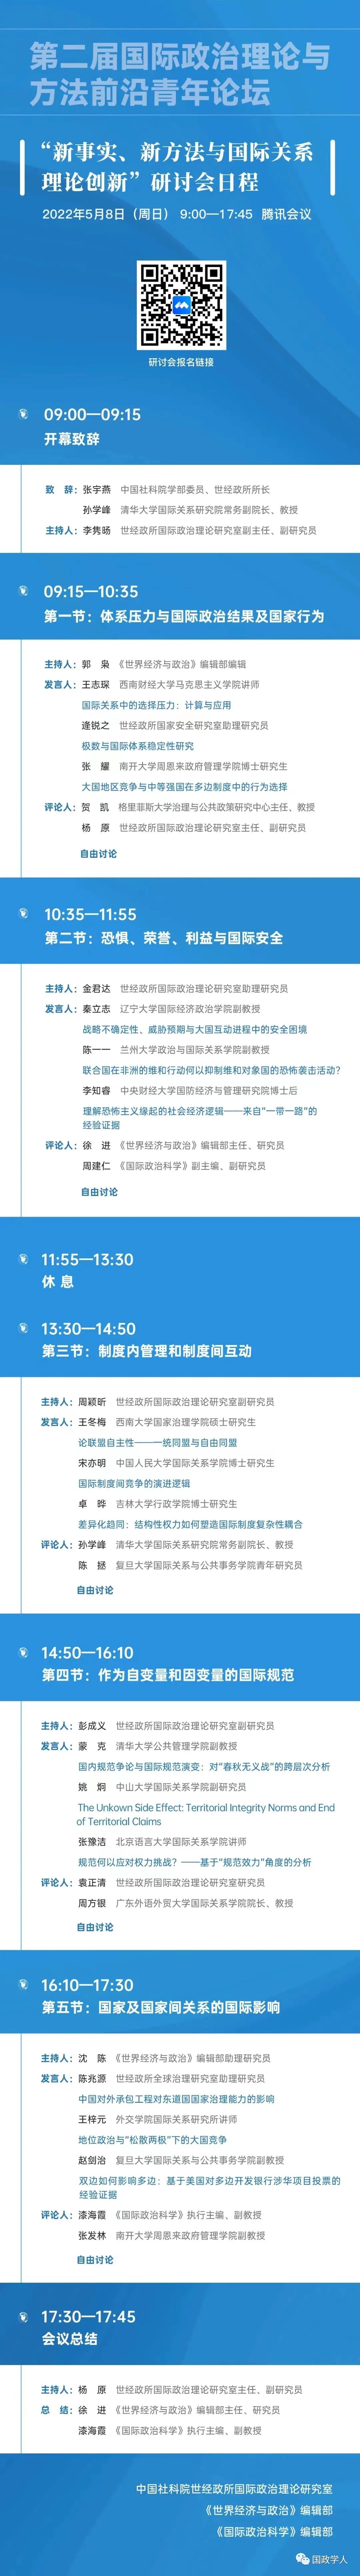 第二届国际政治理论与
方法前沿青年论坛
“新事实、新方法与国际关系
理论创新”研讨会日程
2022年5月8日（周日） 9:00—17:45 腾讯会议
研讨会报名链接
09:00—09:15
开幕致辞
致 辞：张宇燕 中国社科院学部委员、世经政所所长
孙学峰 清华大学国际关系研究院常务副院长、教授
主持人：李隽旸 世经政所国际政治理论研究室副主任、副研究员
09:15—10:35
第一节：体系压力与国际政治结果及国家行为
主持人：郭 枭 《世界经济与政治》编辑部编辑
发言人：王志琛 西南财经大学马克思主义学院讲师
国际关系中的选择压力：计算与应用
逄锐之 世经政所国家安全研究室助理研究员
极数与国际体系稳定性研究
张 耀 南开大学周恩来政府管理学院博士研究生
大国地区竞争与中等强国在多边制度中的行为选择
评论人：贺 凯 格里菲斯大学治理与公共政策研究中心主任、教授
杨 原 世经政所国际政治理论研究室主任、副研究员
自由讨论
10:35—11:55
第二节：恐惧、荣誉、利益与国际安全
主持人：金君达 世经政所国际政治理论研究室助理研究员
发言人：秦立志 辽宁大学国际经济政治学院副教授
战略不确定性、威胁预期与大国互动进程中的安全困境
陈一一 兰州大学政治与国际关系学院副教授
联合国在非洲的维和行动何以抑制维和对象国的恐怖袭击活动？
李知睿 中央财经大学国防经济与管理研究院博士后
理解恐怖主义缘起的社会经济逻辑——来自“一带一路”的
经验证据
评论人：徐 进 《世界经济与政治》编辑部主任、研究员
周建仁 《国际政治科学》副主编、副研究员
自由讨论
11:55—13:30
休 息
13:30—14:50
第三节：制度内管理和制度间互动
主持人：周颖昕 世经政所国际政治理论研究室副研究员
发言人：王冬梅 西南大学国家治理学院硕士研究生
论联盟自主性——一统同盟与自由同盟
宋亦明 中国人民大学国际关系学院博士研究生
国际制度间竞争的演进逻辑
卓 晔 吉林大学行政学院博士研究生
差异化趋同：结构性权力如何塑造国际制度复杂性耦合
评论人：孙学峰 清华大学国际关系研究院常务副院长、教授
陈 拯 复旦大学国际关系与公共事务学院青年研究员
自由讨论
14:50—16:10
第四节：作为自变量和因变量的国际规范
主持人：彭成义 世经政所国际政治理论研究室副研究员
发言人：蒙 克 清华大学公共管理学院副教授
国内规范争论与国际规范演变：对“春秋无义战”的跨层次分析
姚 炯 中山大学国际关系学院副研究员
The Unkown Side Effect: Territorial Integrity Norms and End
of Territorial Claims
张豫洁 北京语言大学国际关系学院讲师
规范何以应对权力挑战？——基于“规范效力”角度的分析
评论人：袁正清 世经政所国际政治理论研究室研究员
周方银 广东外语外贸大学国际关系学院院长、教授
自由讨论
16:10—17:30
第五节：国家及国家间关系的国际影响
主持人：沈 陈 《世界经济与政治》编辑部助理研究员
发言人：陈兆源 世经政所全球治理研究室助理研究员
中国对外承包工程对东道国国家治理能力的影响
王梓元 外交学院国际关系研究所讲师
地位政治与“松散两极”下的大国竞争
赵剑治 复旦大学国际关系与公共事务学院副教授
双边如何影响多边：基于美国对多边开发银行涉华项目投票的
经验证据
评论人：漆海霞 《国际政治科学》执行主编、副教授
张发林 南开大学周恩来政府管理学院副教授
自由讨论
17:30—17:45
会议总结
主持人：杨 原 世经政所国际政治理论研究室主任、副研究员
总 结：徐 进 《世界经济与政治》编辑部主任、研究员
漆海霞 《国际政治科学》执行主编、副教授
中国社科院世经政所国际政治理论研究室
《世界经济与政治》编辑部
《国际政治科学》编辑部
国政学人